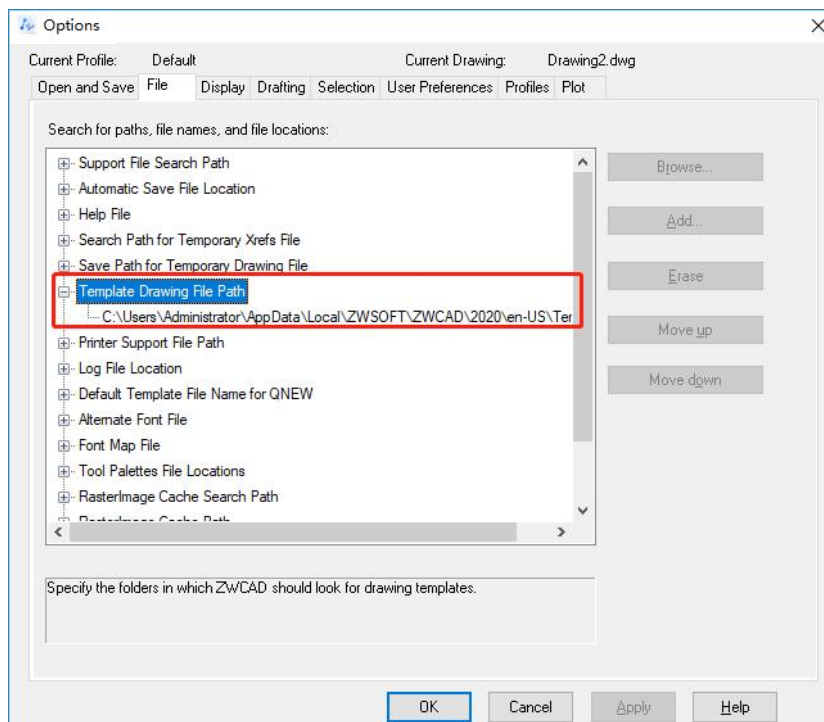 Options
Current Profile: Default Current Drawing: Drawing2.dwg
Open and Save File Display Drafting Selection User Preferences Profiles Plot
Search for paths, file names, and file locations:
Support File Search Path
Automatic Save File Location
Help File
Search Path for Temporary Xrefs File
Save Path for Temporary Drawing File
Template Drawing File Path
C:\Users\Administrator\AppData\Local\ZWSOFT\ZWCAD\2020\en-US\Ter
Printer Support File Path
Log File Location
Default Template File Name for QNEW
Alternate Font File
Font Map File
Tool Palettes File Locations
RasterImage Cache Search Path
RasterImage Cache Path
Browse...
Add...
Erase
Move up
Move down
Specify the folders in which ZWCAD should look for drawing templates.
OK Cancel Apply Help